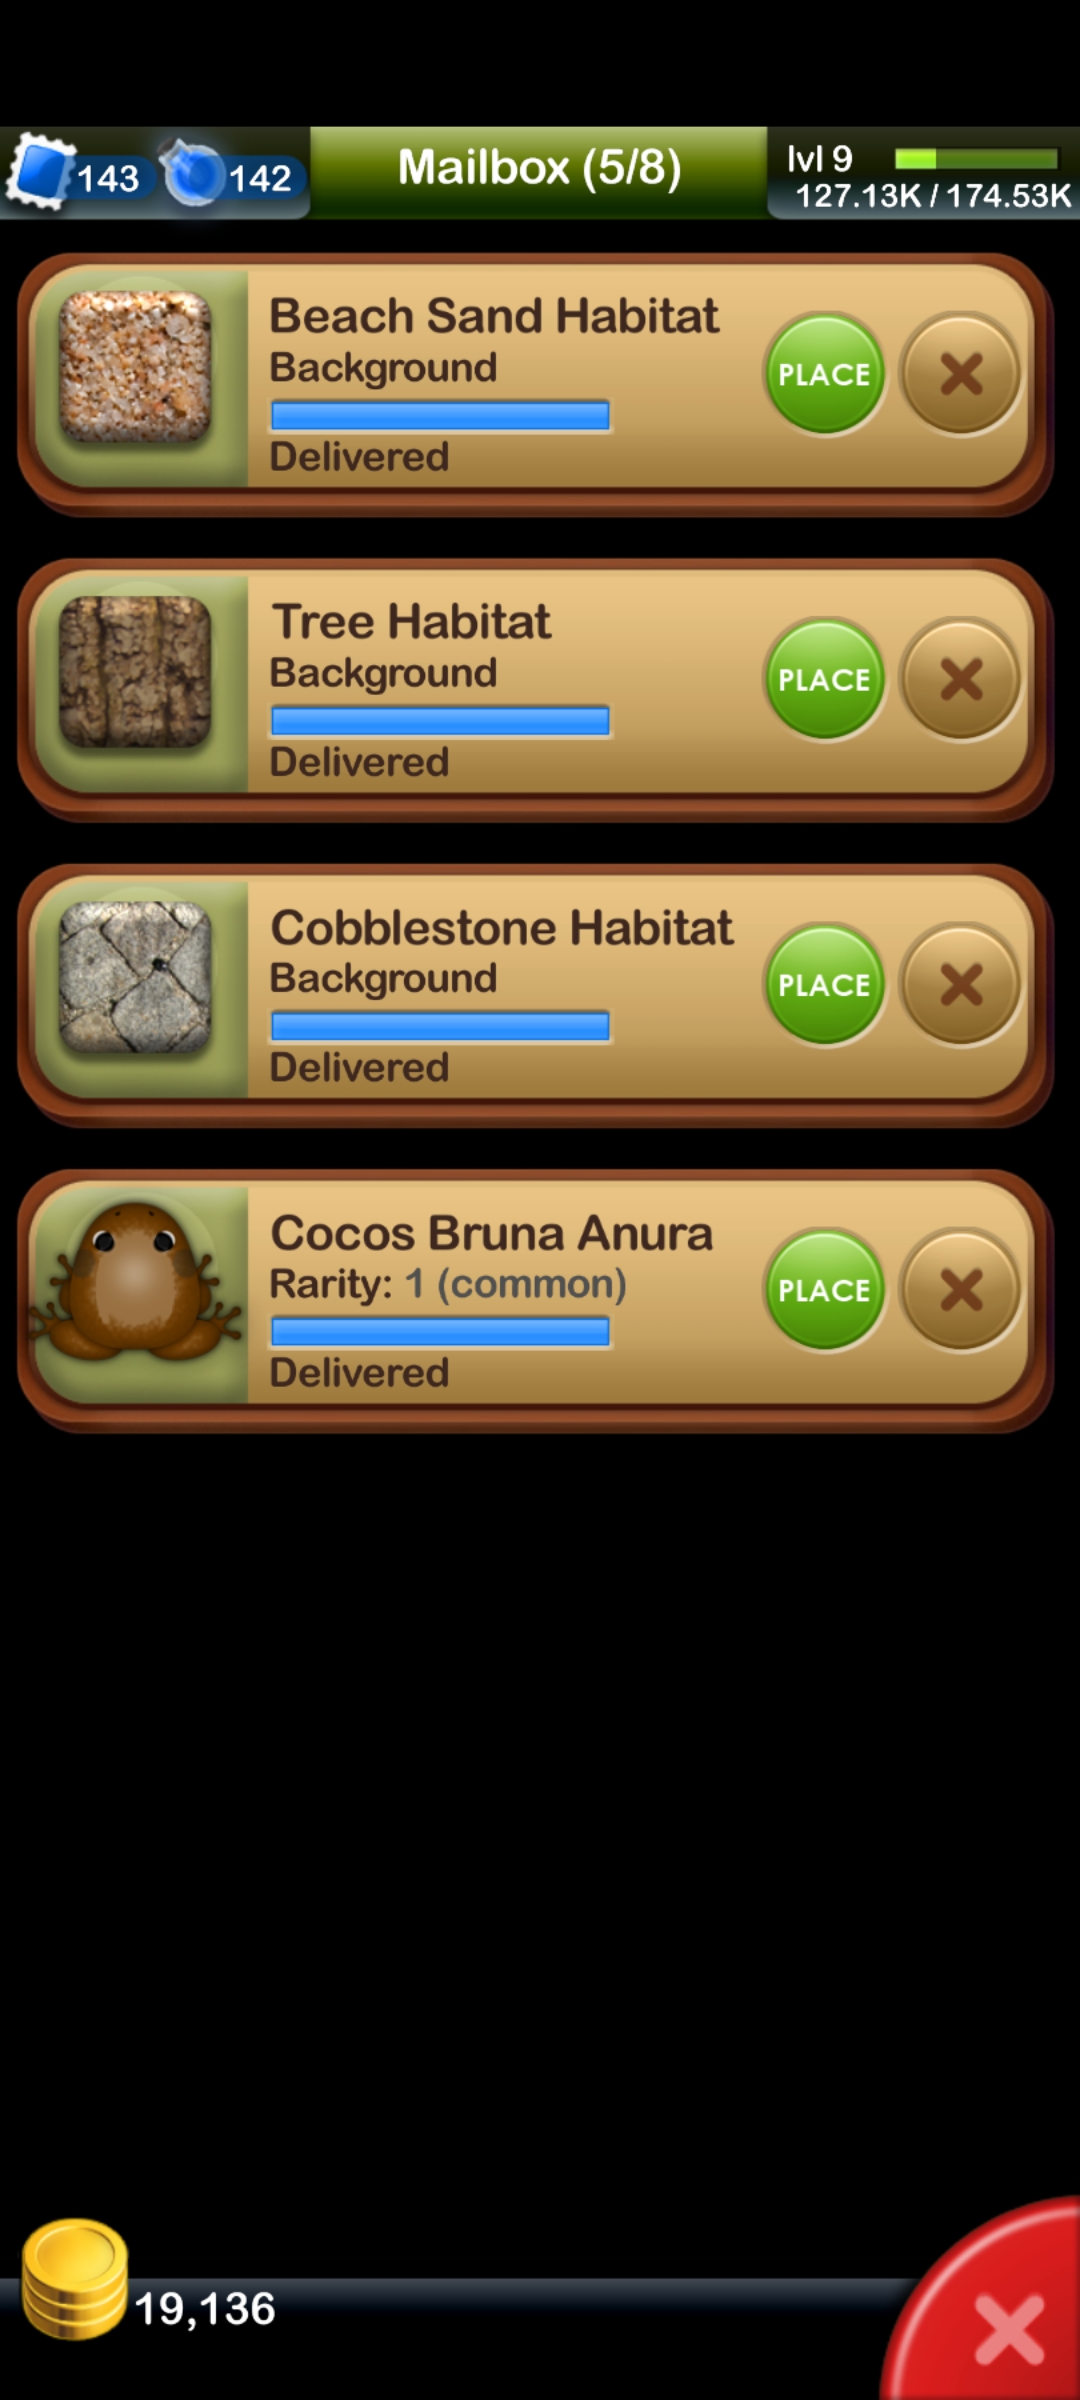 143
142
Mailbox (5/8)
lvl 9
127.13K / 174.53K
Beach Sand Habitat
Background
Delivered
PLACE
Tree Habitat
Background
Delivered
PLACE
Cobblestone Habitat
Background
Delivered
PLACE
Cocos Bruna Anura
Rarity: 1 (common)
Delivered
PLACE
19,136